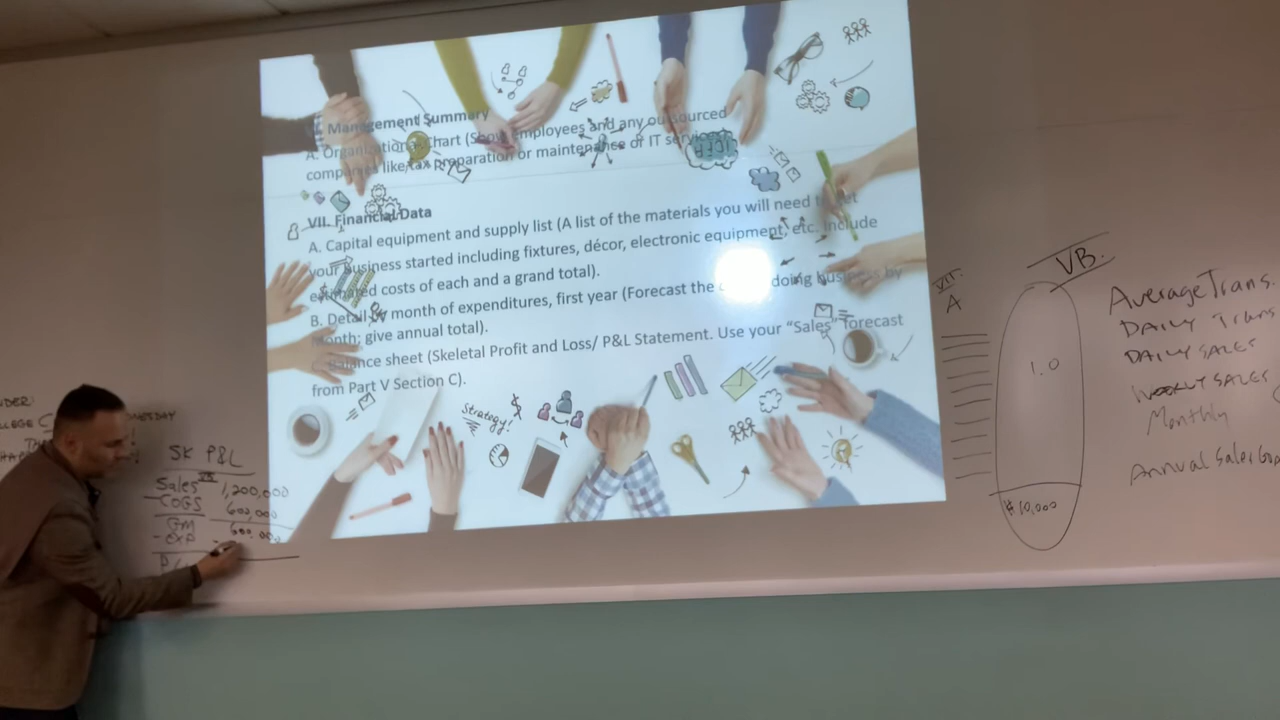 VI. Management Summary
A. Organizational Chart (Show employees and any outsourced
companies like tax preparation or maintenance or IT
VII. Financial Data
A. Capital equipment and supply list (A list of the materials you will need to get
your business started including fixtures, décor, electronic equipment, etc. Include
estimated costs of each and a grand total).
B. Detail by month of expenditures, first year (Forecast the doing business by
month; give annual total).
Balance sheet (Skeletal Profit and Loss/ P&L Statement. Use your “Sales” forecast
from Part V Section C).
Strategy!
SK P&L
Sales 1,200,000
- COGS 600,000
GM 600,000
- EXP -
P/
VII.
A
VB.
1.0
$10,000
Average Trans.
DAILY Trans
DAILY SALES
WEEKLY SALES
Monthly
Annual Sales